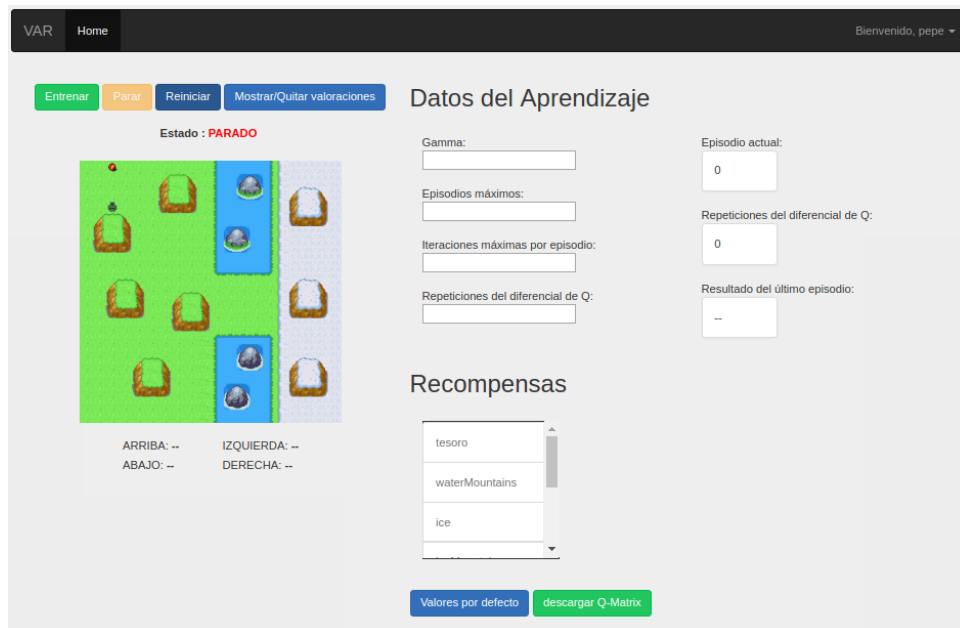 VAR Home Bienvenido, pepe
Entrenar Parar Reiniciar Mostrar/Quitar valoraciones
Estado : PARADO
ARRIBA: -- IZQUIERDA: --
ABAJO: -- DERECHA: --
Datos del Aprendizaje
Gamma:
Episodios máximos:
Iteraciones máximas por episodio:
Repeticiones del diferencial de Q:
Episodio actual:
0
Repeticiones del diferencial de Q:
0
Resultado del último episodio:
--
Recompensas
tesoro
waterMountains
ice
Valores por defecto descargar Q-Matrix